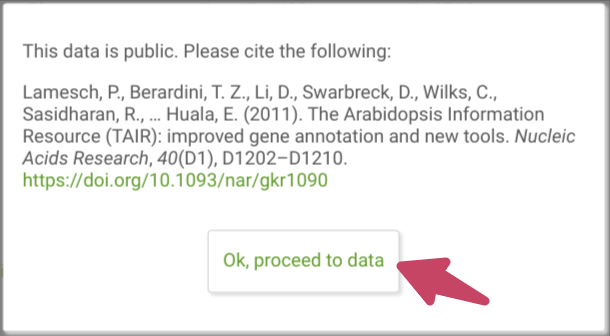 This data is public. Please cite the following:
Lamesch, P., Berardini, T. Z., Li, D., Swarbreck, D., Wilks, C.,
Sasidharan, R., … Huala, E. (2011). The Arabidopsis Information
Resource (TAIR): improved gene annotation and new tools. Nucleic
Acids Research, 40(D1), D1202–D1210.
https://doi.org/10.1093/nar/gkr1090
Ok, proceed to data